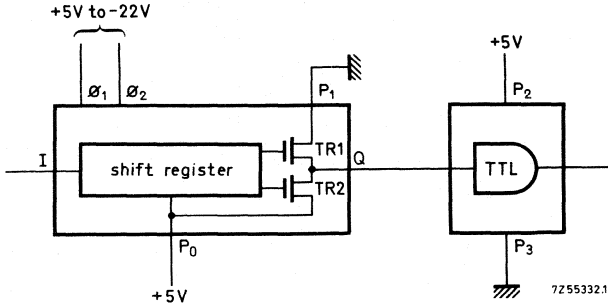 +5V to -22V
ø1 ø2
P1
+5V
P2
I
shift register
TR1
TR2
Q
TTL
P0
+5V
P3
7Z55332.1